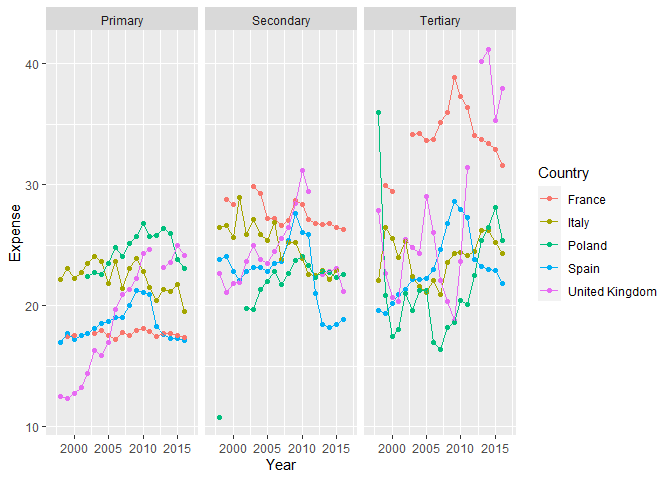 Primary
Secondary
Tertiary
Expense
40
30
20
10
2000 2005 2010 2015
2000 2005 2010 2015
2000 2005 2010 2015
Year
Country
France
Italy
Poland
Spain
United Kingdom